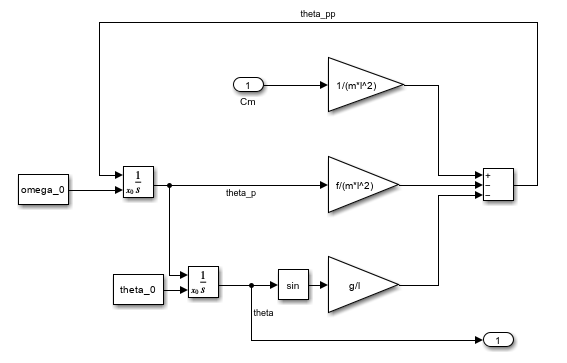 theta_pp
1
1/(m*l^2)
Cm
+
−
−
omega_0
1
x₀ s
f/(m*l^2)
theta_p
1
x₀ s
theta_0
sin
g/l
theta
1